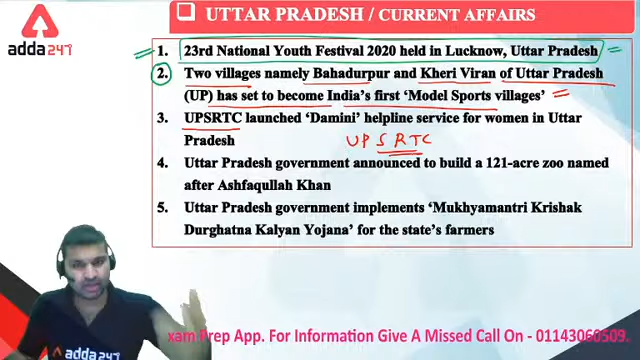 UTTAR PRADESH / CURRENT AFFAIRS
adda247
1. 23rd National Youth Festival 2020 held in Lucknow, Uttar Pradesh
2. Two villages namely Bahadurpur and Kheri Viran of Uttar Pradesh
(UP) has set to become India's first 'Model Sports villages'
3. UPSRTC launched 'Damini' helpline service for women in Uttar
Pradesh
UPSRTC
4. Uttar Pradesh government announced to build a 121-acre zoo named
after Ashfaqullah Khan
5. Uttar Pradesh government implements 'Mukhyamantri Krishak
Durghatna Kalyan Yojana' for the state's farmers
adda247
xam Prep App. For Information Give A Missed Call On - 01143060509.